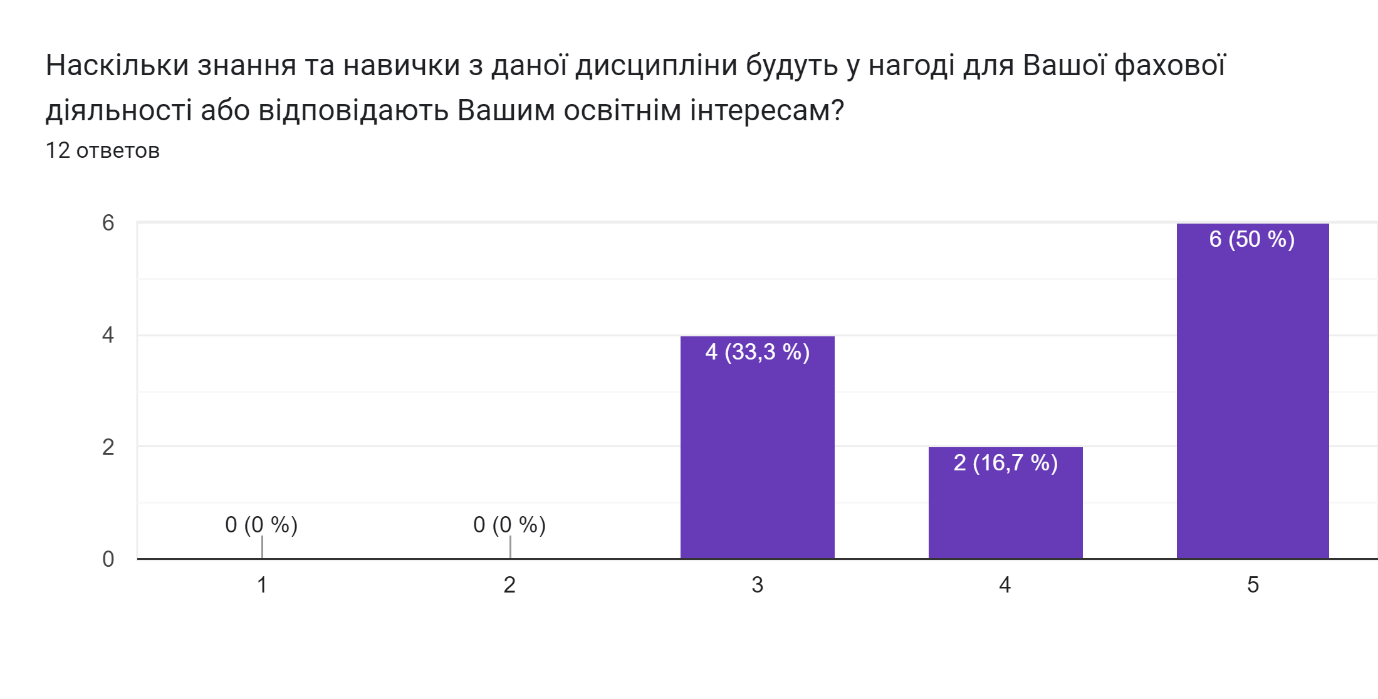 Наскільки знання та навички з даної дисципліни будуть у нагоді для Вашої фахової
діяльності або відповідають Вашим освітнім інтересам?
12 ответов
6
6 (50 %)
4
4 (33,3 %)
2
2 (16,7 %)
0 (0 %)
0 (0 %)
0
1
2
3
4
5